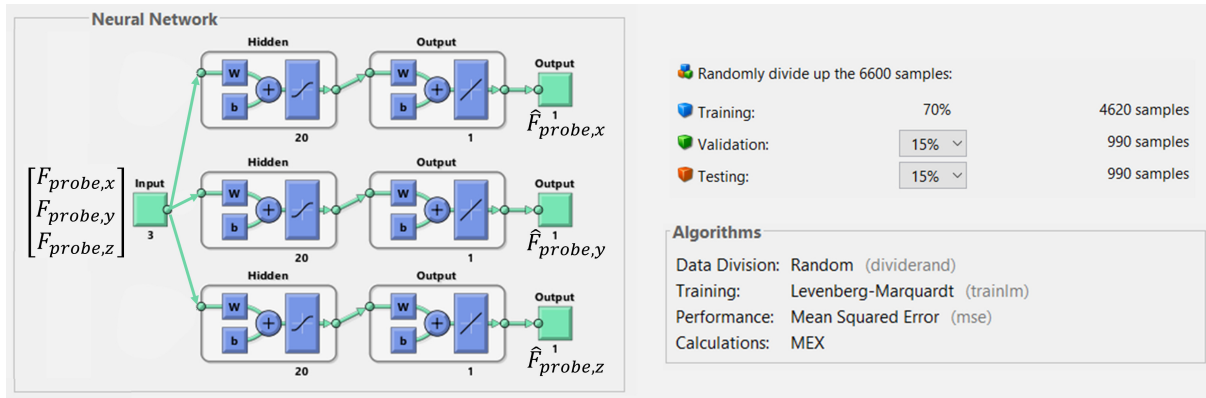 Neural Network
Hidden
Output
W
b
+
20
W
b
+
1
Output
1
F̂probe,x
[Fprobe,x
Fprobe,y
Fprobe,z]
Input
3
Hidden
Output
W
b
+
20
W
b
+
1
Output
1
F̂probe,y
Hidden
Output
W
b
+
20
W
b
+
1
Output
1
F̂probe,z
Randomly divide up the 6600 samples:
Training: 70% 4620 samples
Validation: 15% 990 samples
Testing: 15% 990 samples
Algorithms
Data Division: Random (dividerand)
Training: Levenberg-Marquardt (trainlm)
Performance: Mean Squared Error (mse)
Calculations: MEX